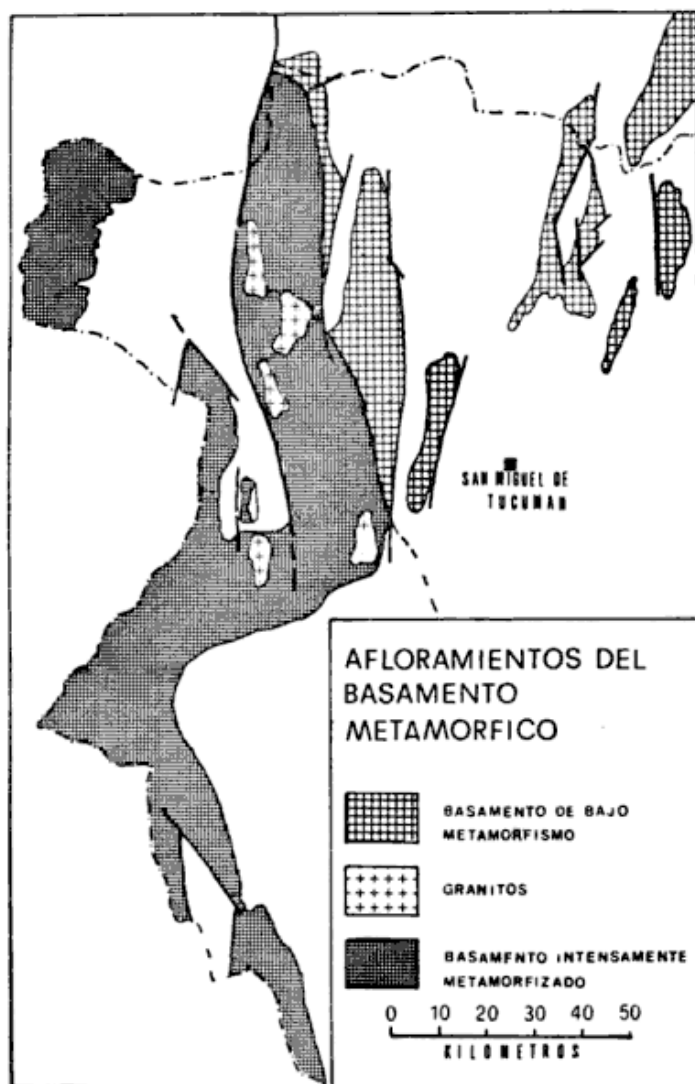 SAN MIGUEL DE
TUCUMAN
AFLORAMIENTOS DEL
BASAMENTO
METAMORFICO
BASAMENTO DE BAJO
METAMORFISMO
GRANITOS
BASAMENTO INTENSAMENTE
METAMORFIZADO
0 10 20 30 40 50
KILOMETROS